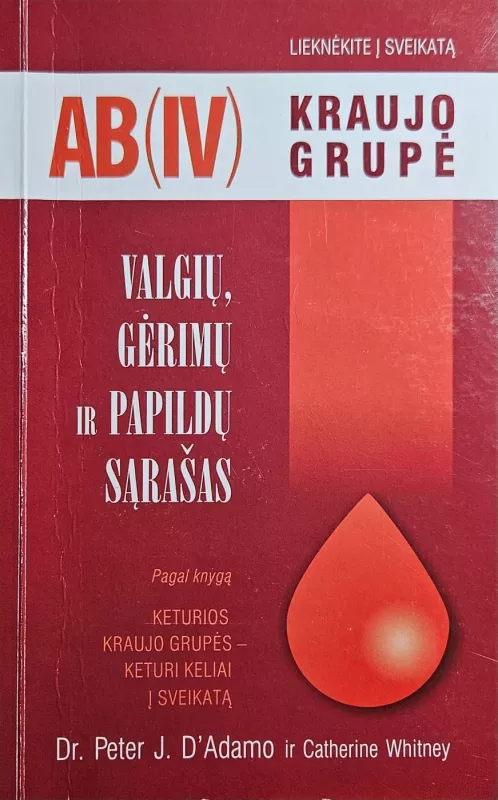 LIEKNĖKITE Į SVEIKATĄ
AB(IV)
KRAUJO
GRUPĖ
VALGIŲ,
GĖRIMŲ
IR PAPILDŲ
SĄRAŠAS
Pagal knygą
KETURIOS
KRAUJO GRUPĖS –
KETURI KELIAI
Į SVEIKATĄ
Dr. Peter J. D'Adamo ir Catherine Whitney